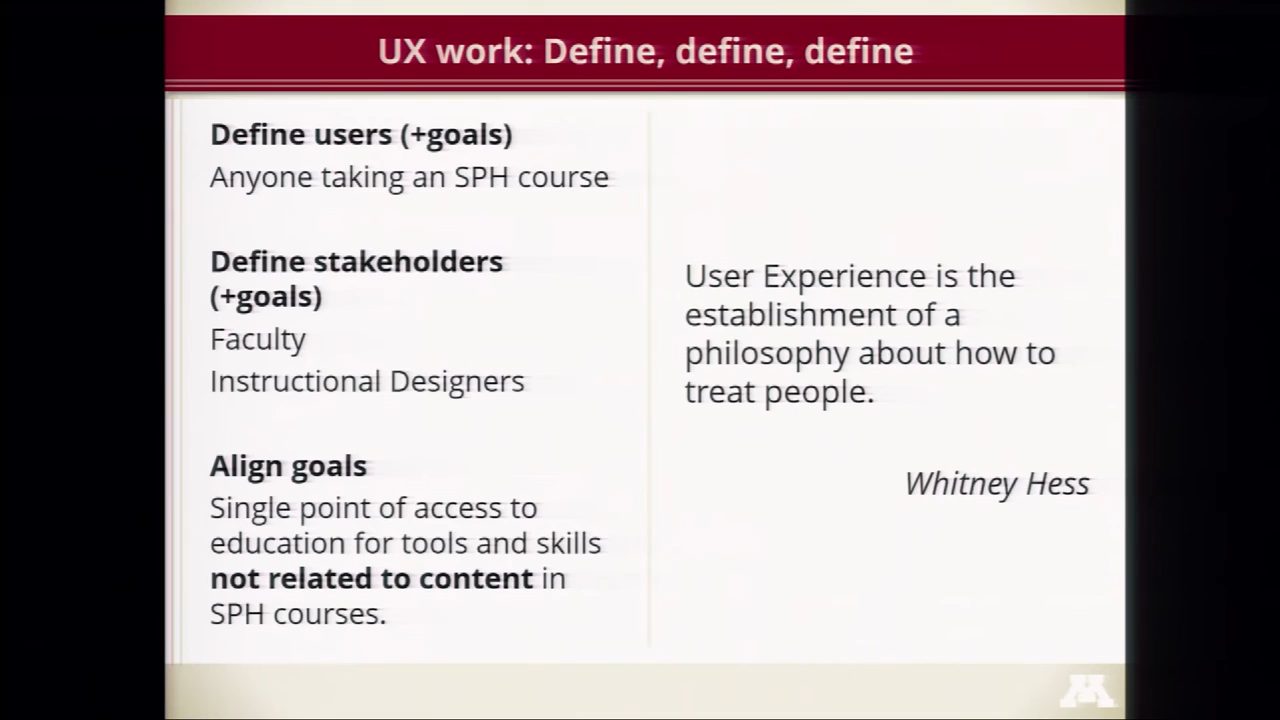 UX work: Define, define, define
Define users (+goals)
Anyone taking an SPH course
Define stakeholders
(+goals)
Faculty
Instructional Designers
Align goals
Single point of access to
education for tools and skills
not related to content in
SPH courses.
User Experience is the
establishment of a
philosophy about how to
treat people.
Whitney Hess
M